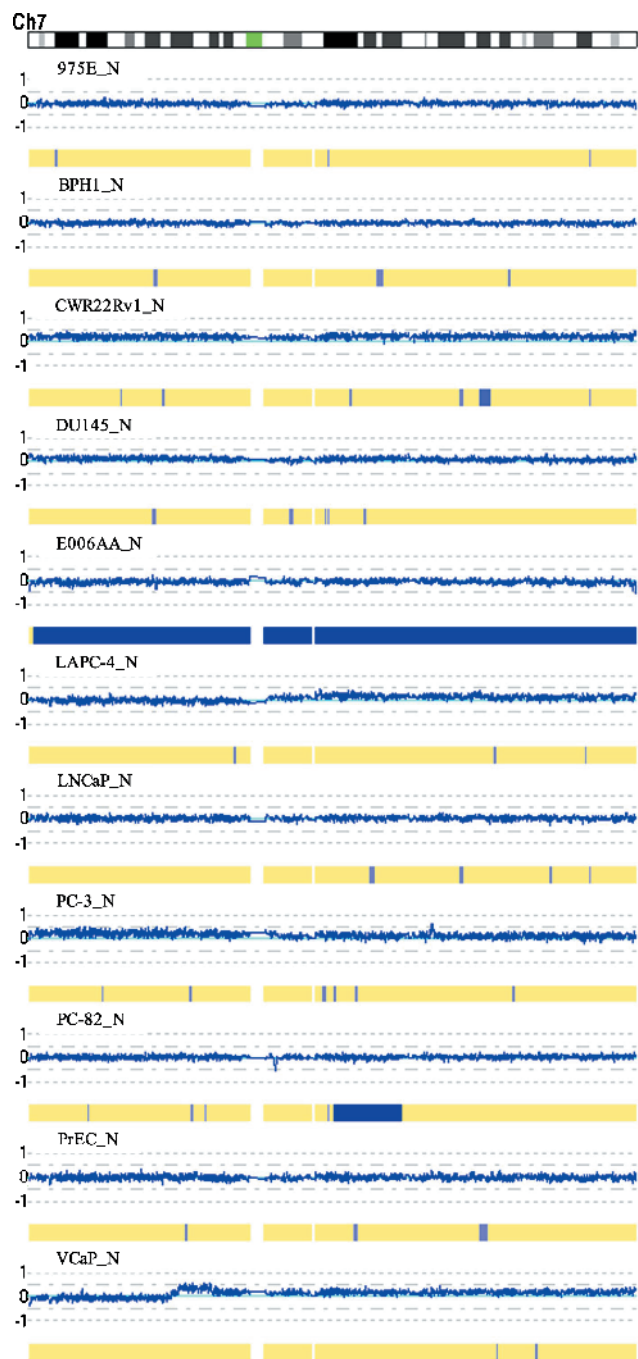 Ch7
975E_N
1
0
-1
BPH1_N
1
0
-1
CWR22Rv1_N
1
0
-1
DU145_N
1
0
-1
E006AA_N
1
0
-1
LAPC-4_N
1
0
-1
LNCaP_N
1
0
-1
PC-3_N
1
0
-1
PC-82_N
1
0
-1
PrEC_N
1
0
-1
VCaP_N
1
0
-1